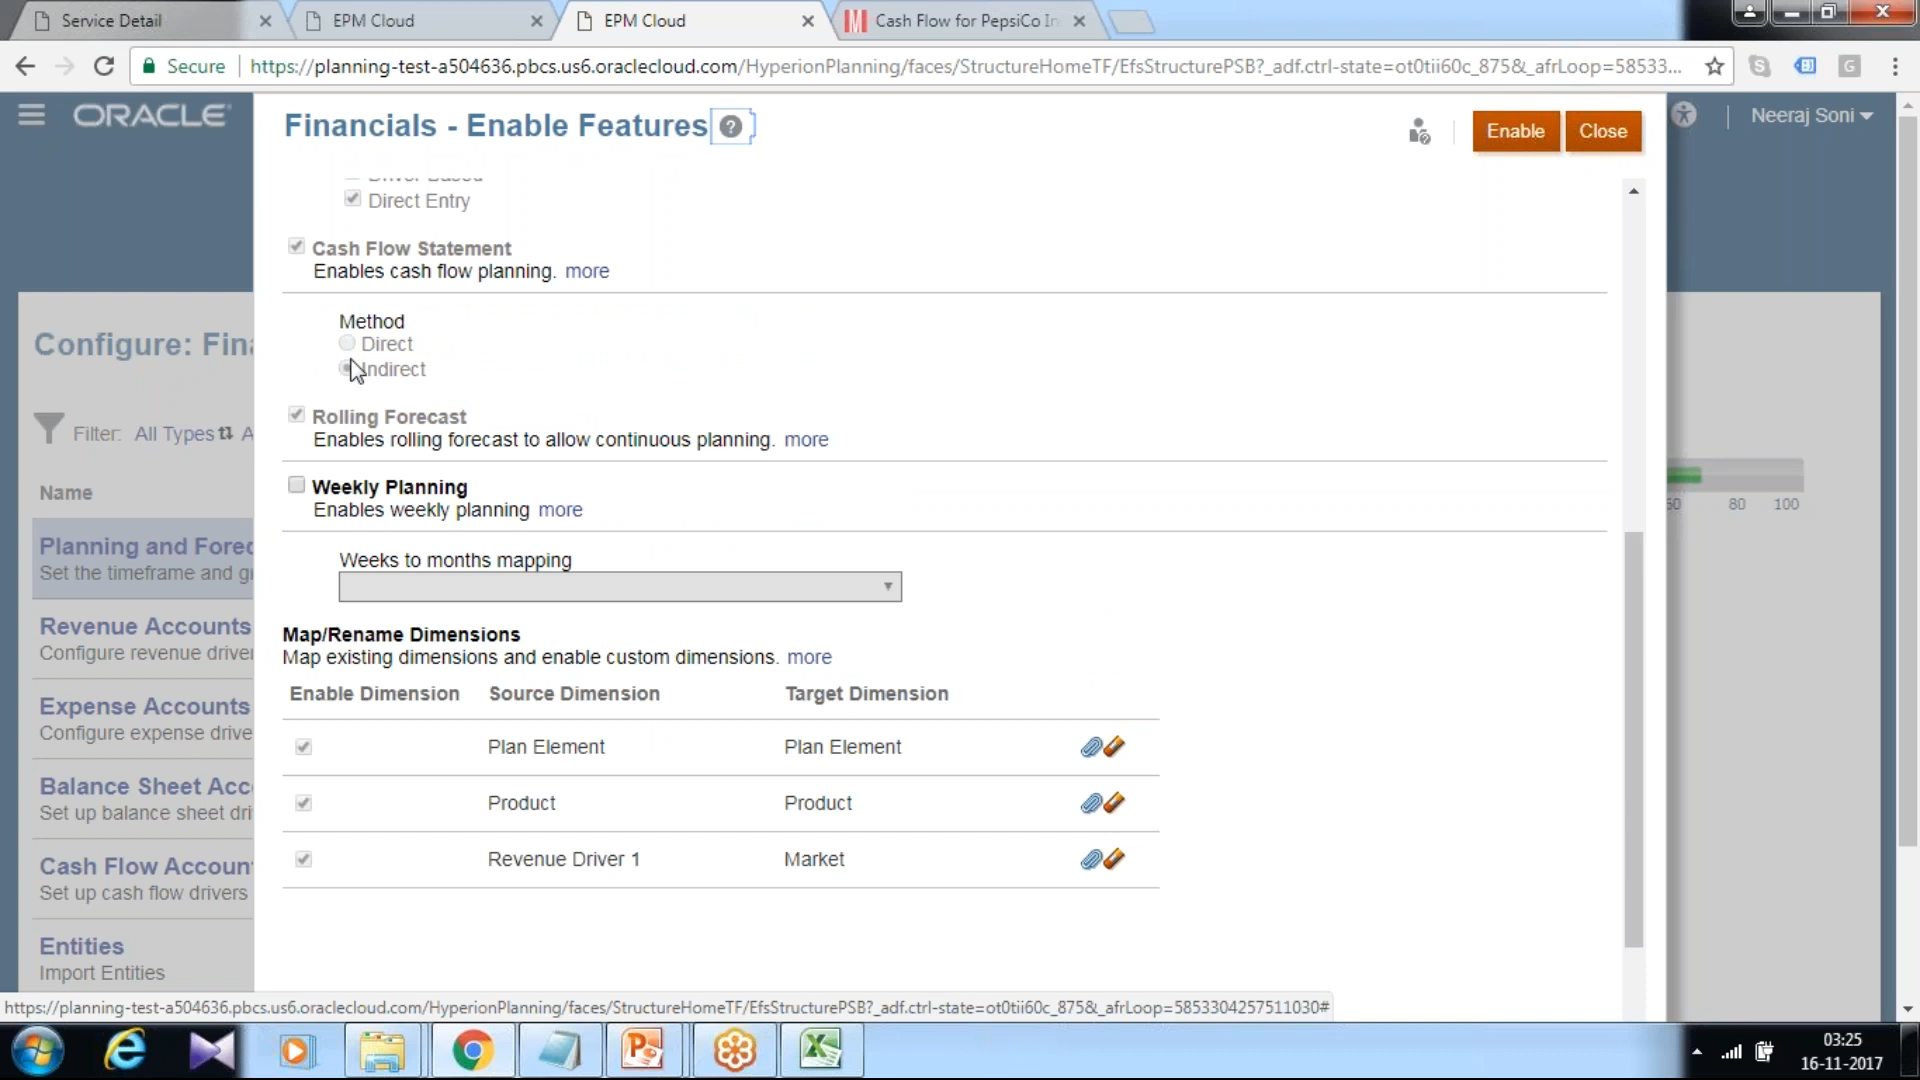 Service Detail
EPM Cloud
EPM Cloud
Cash Flow for PepsiCo In
Secure
https://planning-test-a504636.pbcs.us6.oraclecloud.com/HyperionPlanning/faces/StructureHomeTF/EfsStructurePSB?_adf.ctrl-state=ot0tii60c_875&_afrLoop=58533...
ORACLE
Financials - Enable Features
Enable
Close
Neeraj Soni
Driver Based
Direct Entry
Cash Flow Statement
Enables cash flow planning. more
Method
Direct
Indirect
Configure: Fin
Filter: All Types A
Rolling Forecast
Enables rolling forecast to allow continuous planning. more
Name
Weekly Planning
Enables weekly planning more
80 100
Planning and Forec
Set the timeframe and gr
Weeks to months mapping
Revenue Accounts
Configure revenue driver
Map/Rename Dimensions
Map existing dimensions and enable custom dimensions. more
Enable Dimension Source Dimension Target Dimension
Expense Accounts
Configure expense drive
Plan Element Plan Element
Balance Sheet Acc
Set up balance sheet dri
Product Product
Cash Flow Accoun
Set up cash flow drivers
Revenue Driver 1 Market
Entities
Import Entities
https://planning-test-a504636.pbcs.us6.oraclecloud.com/HyperionPlanning/faces/StructureHomeTF/EfsStructurePSB?_adf.ctrl-state=ot0tii60c_875&_afrLoop=5853304257511030#
03:25
16-11-2017